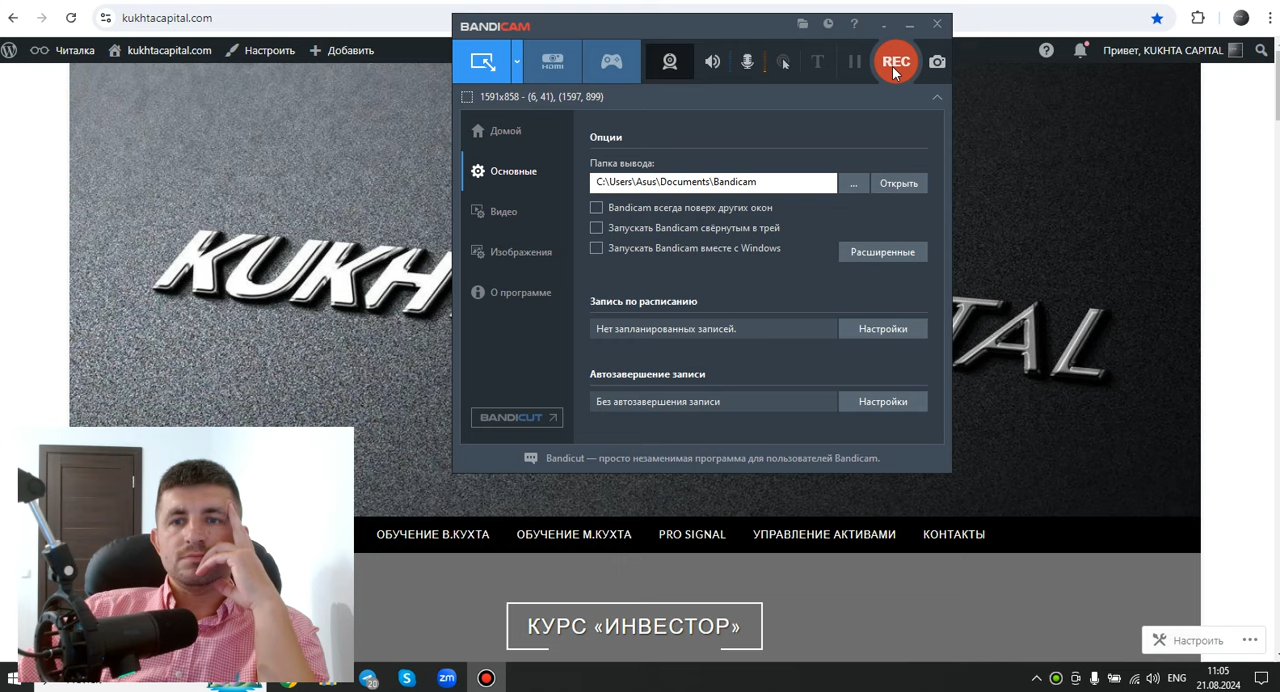 kukhtacapital.com
BANDICAM
Читалка
kukhtacapital.com
Настроить
Добавить
HDMI
REC
Привет, KUKHTA CAPITAL
1591x858 - (6, 41), (1597, 899)
Домой
Основные
Видео
Изображения
О программе
BANDICUT
Опции
Папка вывода:
C:\Users\Asus\Documents\Bandicam
...
Открыть
Bandicam всегда поверх других окон
Запускать Bandicam свёрнутым в трей
Запускать Bandicam вместе с Windows
Расширенные
Запись по расписанию
Нет запланированных записей.
Настройки
Автозавершение записи
Без автозавершения записи
Настройки
Bandicut — просто незаменимая программа для пользователей Bandicam.
KUKH
TAL
ОБУЧЕНИЕ В.КУХТА
ОБУЧЕНИЕ М.КУХТА
PRO SIGNAL
УПРАВЛЕНИЕ АКТИВАМИ
КОНТАКТЫ
КУРС «ИНВЕСТОР»
Настроить
20
zm
ENG
11:05
21.08.2024